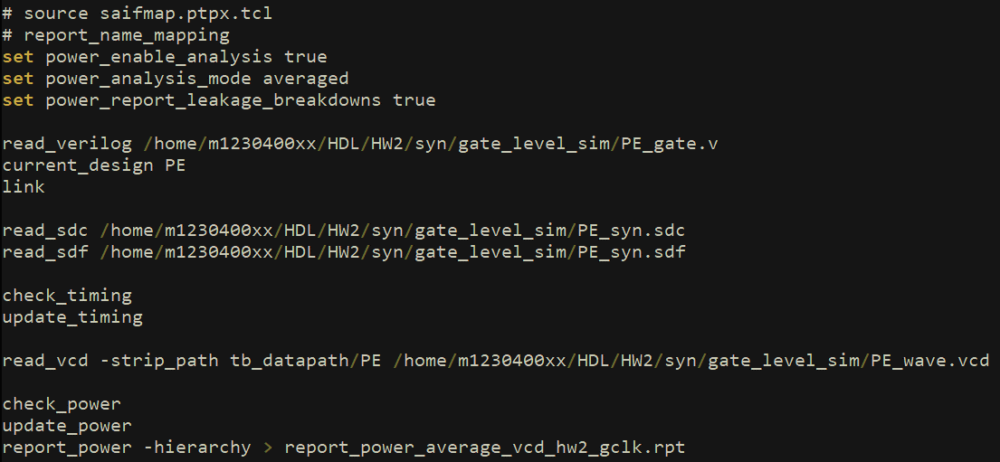 # source saifmap.ptpx.tcl
# report_name_mapping
set power_enable_analysis true
set power_analysis_mode averaged
set power_report_leakage_breakdowns true
read_verilog /home/m1230400xx/HDL/HW2/syn/gate_level_sim/PE_gate.v
current_design PE
link
read_sdc /home/m1230400xx/HDL/HW2/syn/gate_level_sim/PE_syn.sdc
read_sdf /home/m1230400xx/HDL/HW2/syn/gate_level_sim/PE_syn.sdf
check_timing
update_timing
read_vcd -strip_path tb_datapath/PE /home/m1230400xx/HDL/HW2/syn/gate_level_sim/PE_wave.vcd
check_power
update_power
report_power -hierarchy > report_power_average_vcd_hw2_gclk.rpt